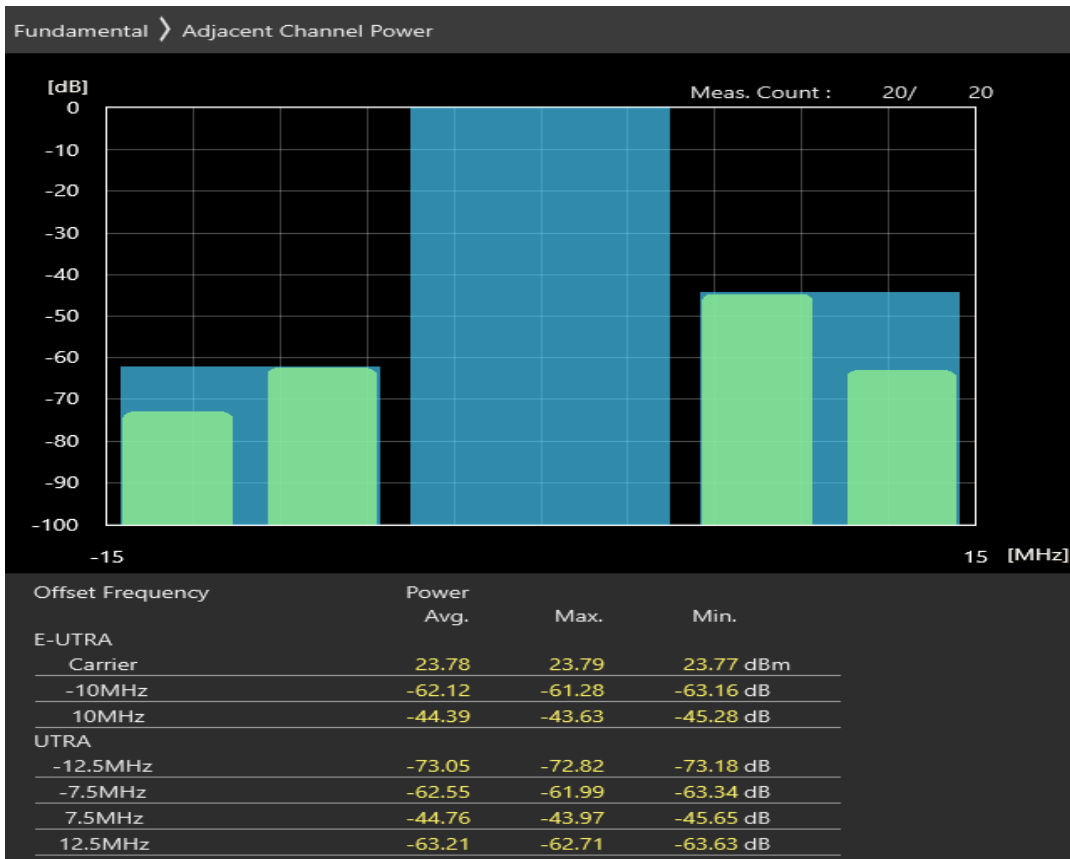 Fundamental 〉 Adjacent Channel Power
[dB]
Meas. Count : 20/ 20
0
-10
-20
-30
-40
-50
-60
-70
-80
-90
-100
-15 15 [MHz]
Offset Frequency Power
Avg. Max. Min.
E-UTRA
Carrier 23.78 23.79 23.77 dBm
-10MHz -62.12 -61.28 -63.16 dB
10MHz -44.39 -43.63 -45.28 dB
UTRA
-12.5MHz -73.05 -72.82 -73.18 dB
-7.5MHz -62.55 -61.99 -63.34 dB
7.5MHz -44.76 -43.97 -45.65 dB
12.5MHz -63.21 -62.71 -63.63 dB